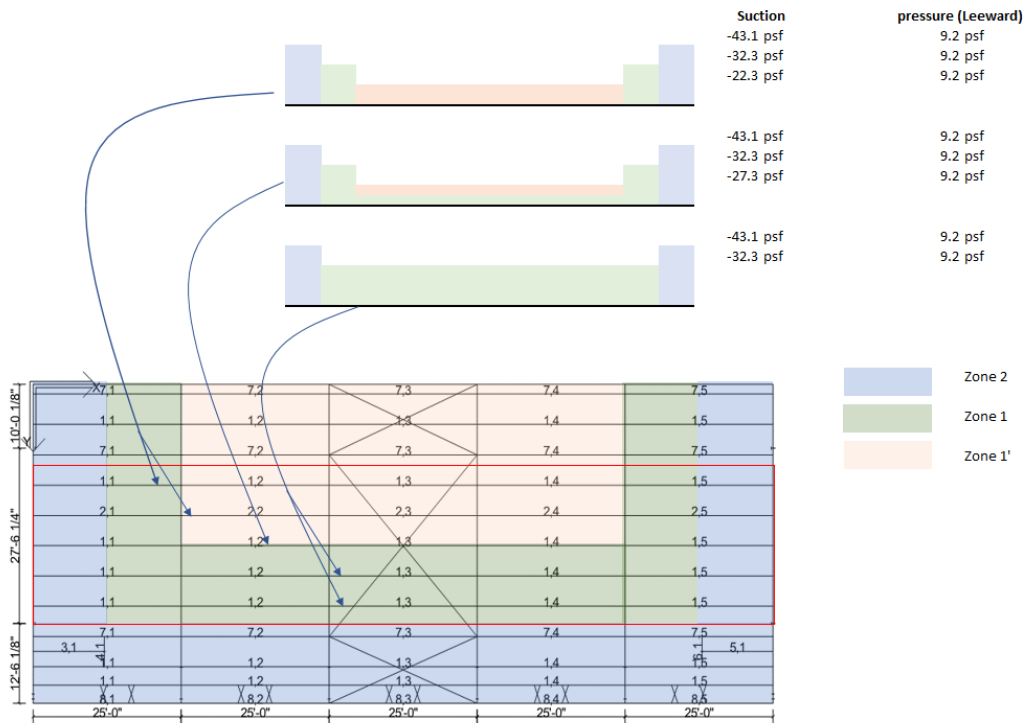 Suction pressure (Leeward)
-43.1 psf 9.2 psf
-32.3 psf 9.2 psf
-22.3 psf 9.2 psf
-43.1 psf 9.2 psf
-32.3 psf 9.2 psf
-27.3 psf 9.2 psf
-43.1 psf 9.2 psf
-32.3 psf 9.2 psf
Zone 2
Zone 1
Zone 1'
10'-0 1/8"
27'-6 1/4"
12'-6 1/8"
X
Y
7,1 7,2 7,3 7,4 7,5
1,1 1,2 1,3 1,4 1,5
7,1 7,2 7,3 7,4 7,5
1,1 1,2 1,3 1,4 1,5
2,1 2,2 2,3 2,4 2,5
1,1 1,2 1,3 1,4 1,5
1,1 1,2 1,3 1,4 1,5
1,1 1,2 1,3 1,4 1,5
7,1 7,2 7,3 7,4 7,5
3,1 4,1 5,1
1,1 1,2 1,3 1,4 1,5
1,1 1,2 1,3 1,4 1,5
8,1 8,2 8,3 8,4 8,5
25'-0" 25'-0" 25'-0" 25'-0" 25'-0"